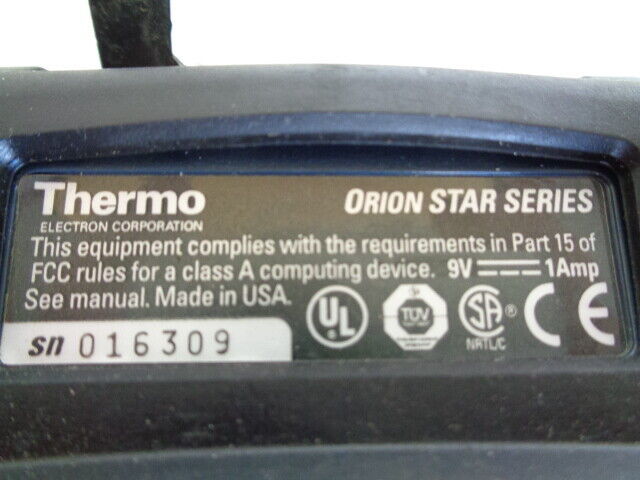 Thermo
ELECTRON CORPORATION
ORION STAR SERIES
This equipment complies with the requirements in Part 15 of
FCC rules for a class A computing device. 9V 1Amp
See manual. Made in USA.
UL ®
TÜV
SA ®
NRTL/C
CE
sn 016309